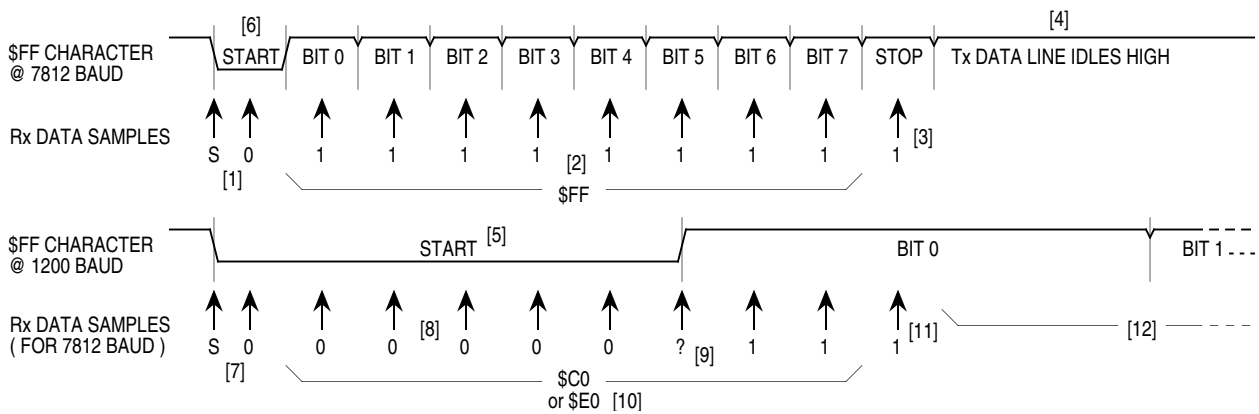 [6] [4]
$FF CHARACTER
@ 7812 BAUD
START BIT 0 BIT 1 BIT 2 BIT 3 BIT 4 BIT 5 BIT 6 BIT 7 STOP Tx DATA LINE IDLES HIGH
Rx DATA SAMPLES
S 0 1 1 1 1 1 1 1 1 1 [3]
[1] [2]
$FF
$FF CHARACTER
@ 1200 BAUD
START [5] BIT 0 BIT 1
Rx DATA SAMPLES
( FOR 7812 BAUD )
S 0 0 0 0 0 0 ? 1 1 1
[7] [8] [9] [11] [12]
$C0
or $E0 [10]